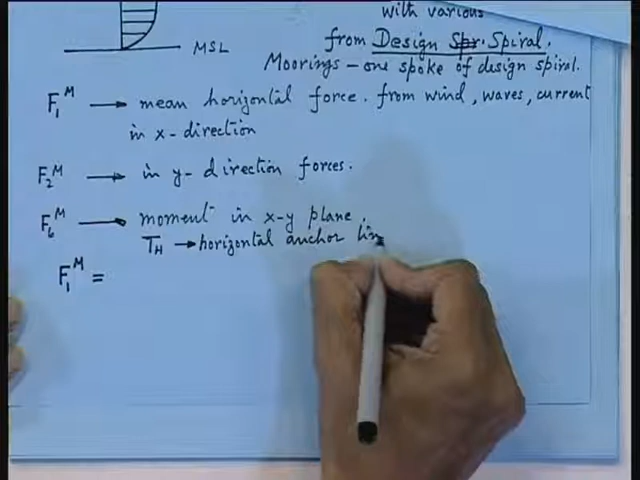 with various
MSL
from Design Spr. Spiral.
Moorings – one spoke of design spiral.
F₁ᴹ → mean horizontal force. from wind, waves, current
in x-direction
F₂ᴹ → in y-direction forces.
F₆ᴹ → moment in x-y plane.
T_H → horizontal anchor lin
F₁ᴹ =